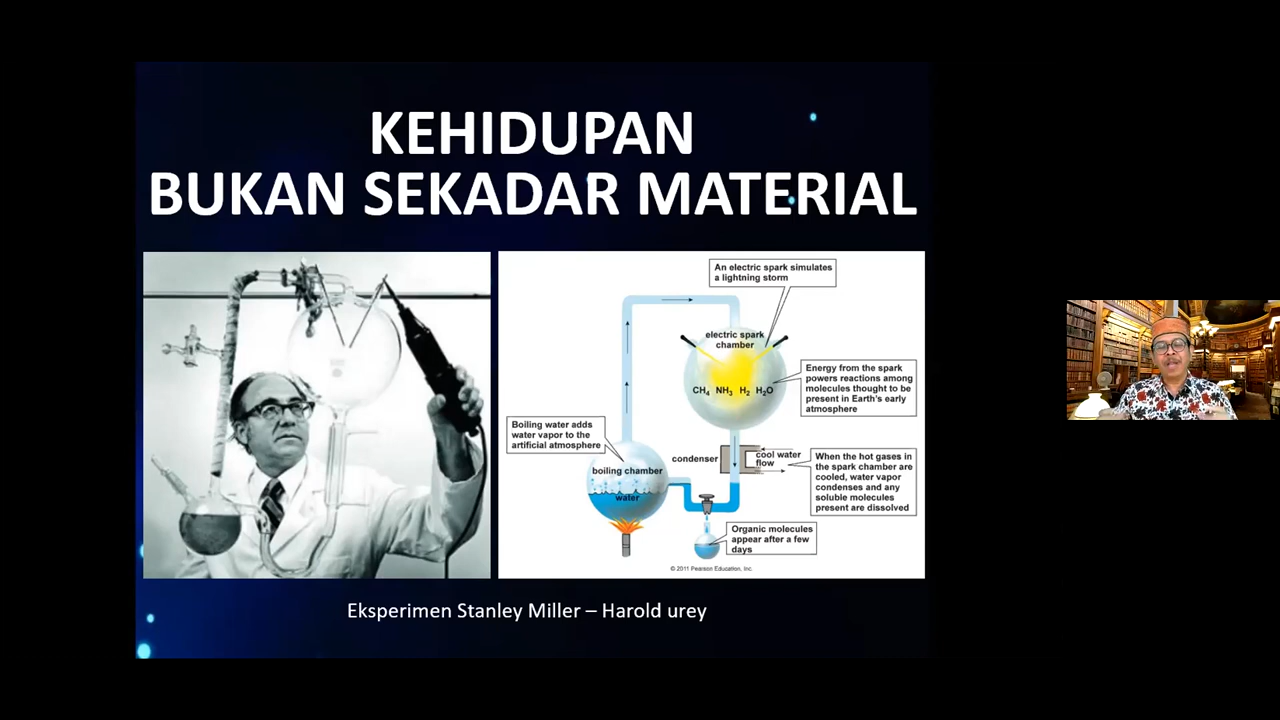 KEHIDUPAN
BUKAN SEKADAR MATERIAL
An electric spark simulates
a lightning storm
electric spark
chamber
CH₄ NH₃ H₂ H₂O
Energy from the spark
powers reactions among
molecules thought to be
present in Earth's early
atmosphere
Boiling water adds
water vapor to the
artificial atmosphere
boiling chamber
water
condenser
cool water
flow
When the hot gases in
the spark chamber are
cooled, water vapor
condenses and any
soluble molecules
present are dissolved
Organic molecules
appear after a few
days
© 2011 Pearson Education, Inc.
Eksperimen Stanley Miller – Harold urey